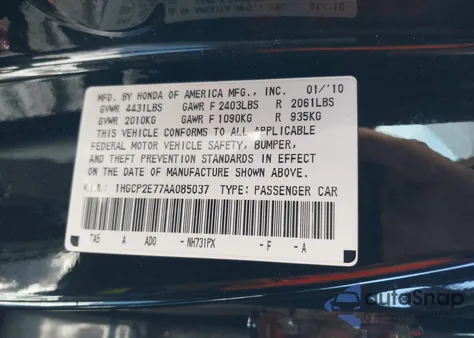 MFD. BY HONDA OF AMERICA MFG., INC. 01/'10
GVWR 4431LBS GAWR F 2403LBS R 2061LBS
GVWR 2010KG GAWR F 1090KG R 935KG
THIS VEHICLE CONFORMS TO ALL APPLICABLE
FEDERAL MOTOR VEHICLE SAFETY, BUMPER,
AND THEFT PREVENTION STANDARDS IN EFFECT
ON THE DATE OF MANUFACTURE SHOWN ABOVE.
V.I.N. 1HGCP2E77AA085037 TYPE: PASSENGER CAR
TA5 A AD0 -NH731PX -F -A
autoSnap